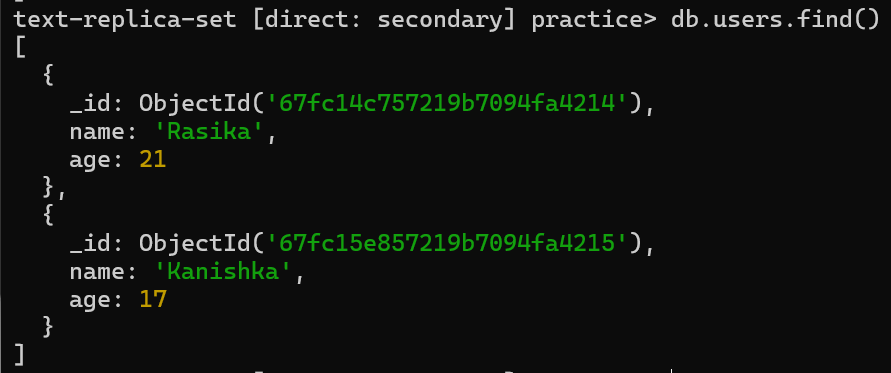 text-replica-set [direct: secondary] practice> db.users.find()
[
  {
    _id: ObjectId('67fc14c757219b7094fa4214'),
    name: 'Rasika',
    age: 21
  },
  {
    _id: ObjectId('67fc15e857219b7094fa4215'),
    name: 'Kanishka',
    age: 17
  }
]